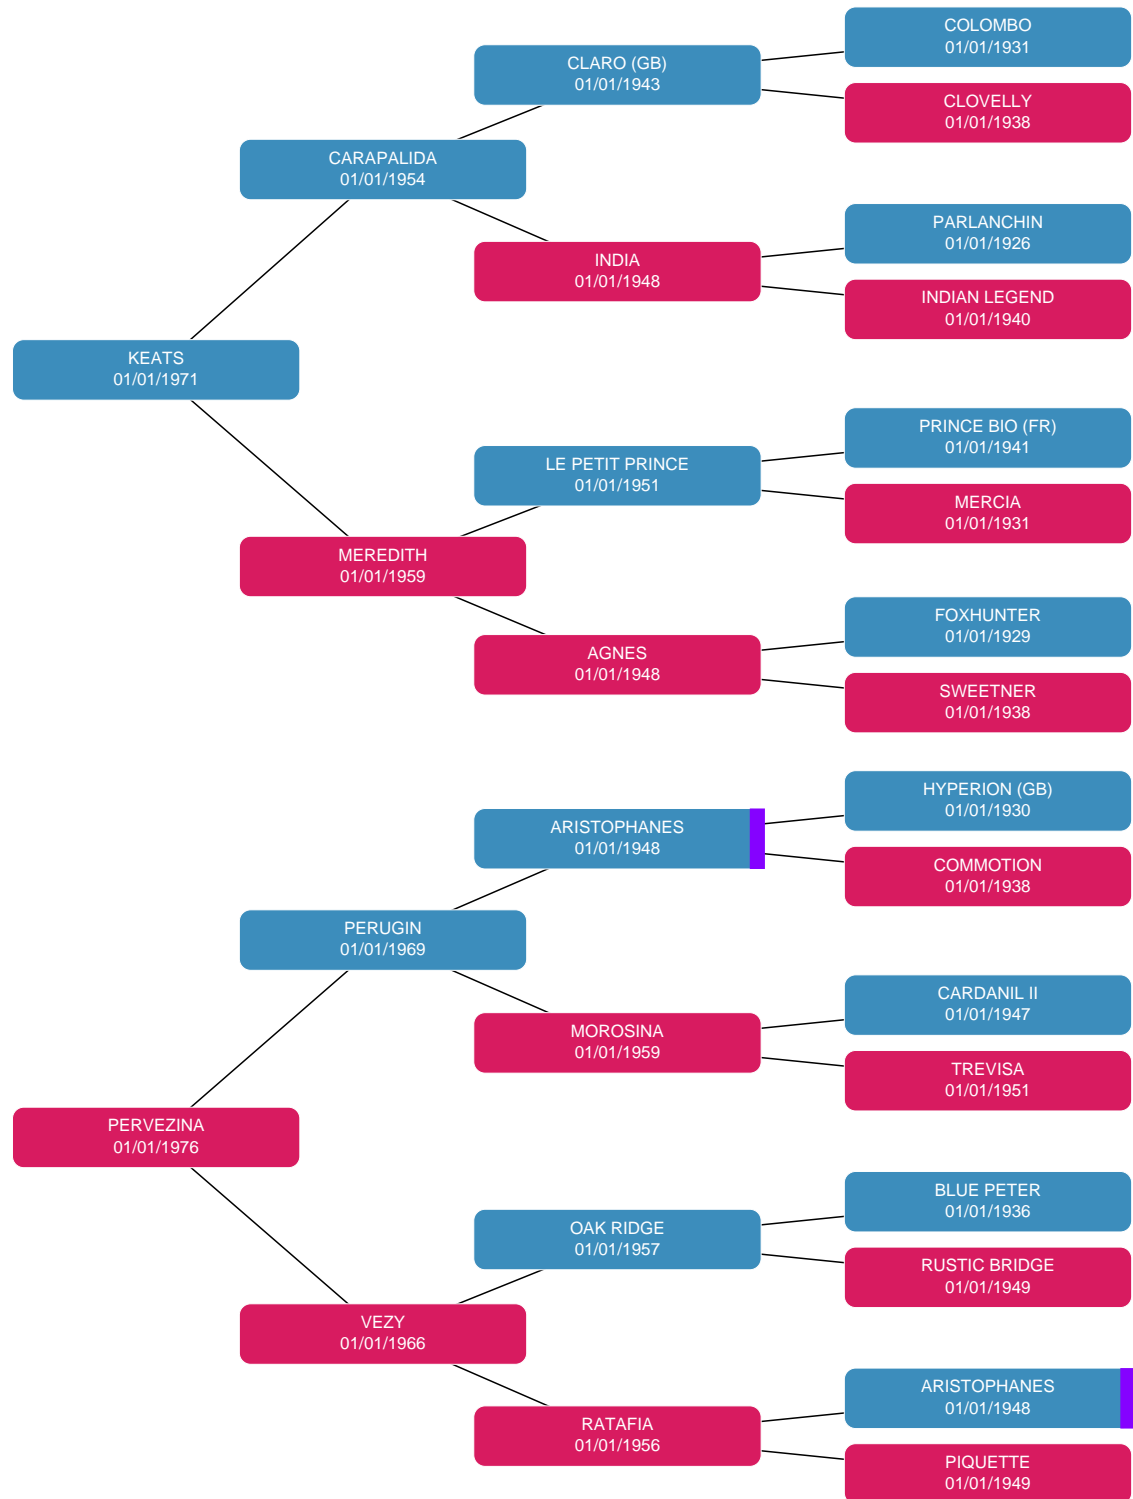 COLOMBO
01/01/1931
CLARO (GB)
01/01/1943
CLOVELLY
01/01/1938
CARAPALIDA
01/01/1954
PARLANCHIN
01/01/1926
INDIA
01/01/1948
INDIAN LEGEND
01/01/1940
KEATS
01/01/1971
PRINCE BIO (FR)
01/01/1941
LE PETIT PRINCE
01/01/1951
MERCIA
01/01/1931
MEREDITH
01/01/1959
FOXHUNTER
01/01/1929
AGNES
01/01/1948
SWEETNER
01/01/1938
HYPERION (GB)
01/01/1930
ARISTOPHANES
01/01/1948
COMMOTION
01/01/1938
PERUGIN
01/01/1969
CARDANIL II
01/01/1947
MOROSINA
01/01/1959
TREVISA
01/01/1951
PERVEZINA
01/01/1976
BLUE PETER
01/01/1936
OAK RIDGE
01/01/1957
RUSTIC BRIDGE
01/01/1949
VEZY
01/01/1966
ARISTOPHANES
01/01/1948
RATAFIA
01/01/1956
PIQUETTE
01/01/1949